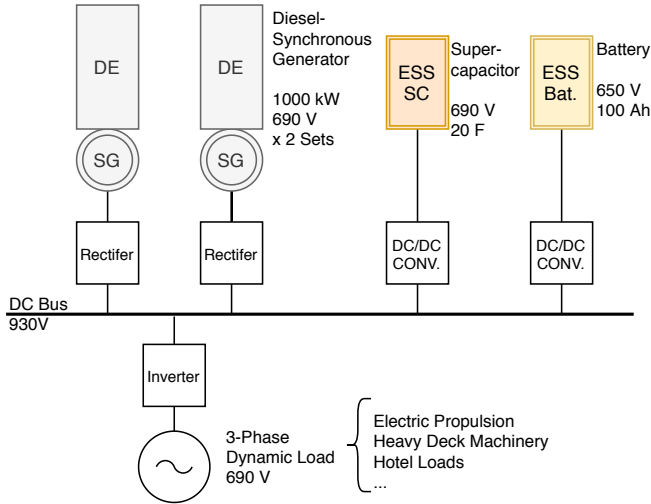 DE
SG
Rectifer
DE
SG
Rectifer
Diesel-
Synchronous
Generator
1000 kW
690 V
x 2 Sets
ESS
SC
Super-
capacitor
690 V
20 F
DC/DC
CONV.
ESS
Bat.
Battery
650 V
100 Ah
DC/DC
CONV.
DC Bus
930V
Inverter
3-Phase
Dynamic Load
690 V
Electric Propulsion
Heavy Deck Machinery
Hotel Loads
...